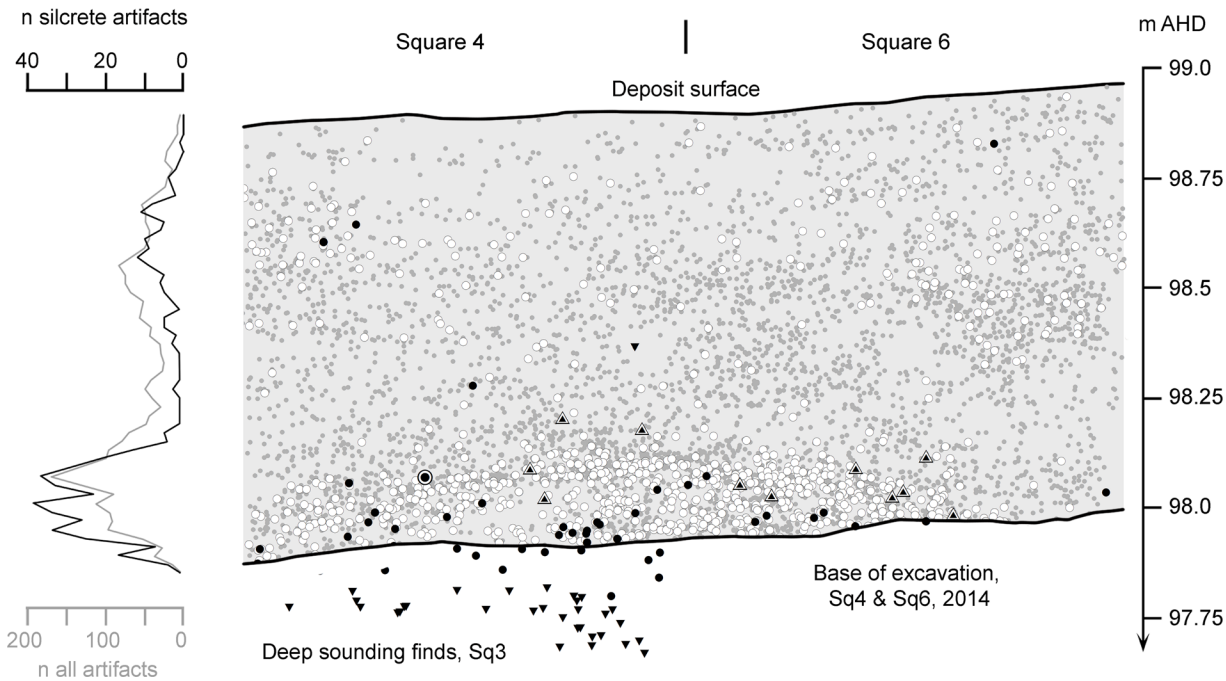 n silcrete artifacts
40 20 0
Square 4
Square 6
m AHD
Deposit surface
99.0
98.75
98.5
98.25
98.0
97.75
Base of excavation,
Sq4 & Sq6, 2014
Deep sounding finds, Sq3
200 100 0
n all artifacts